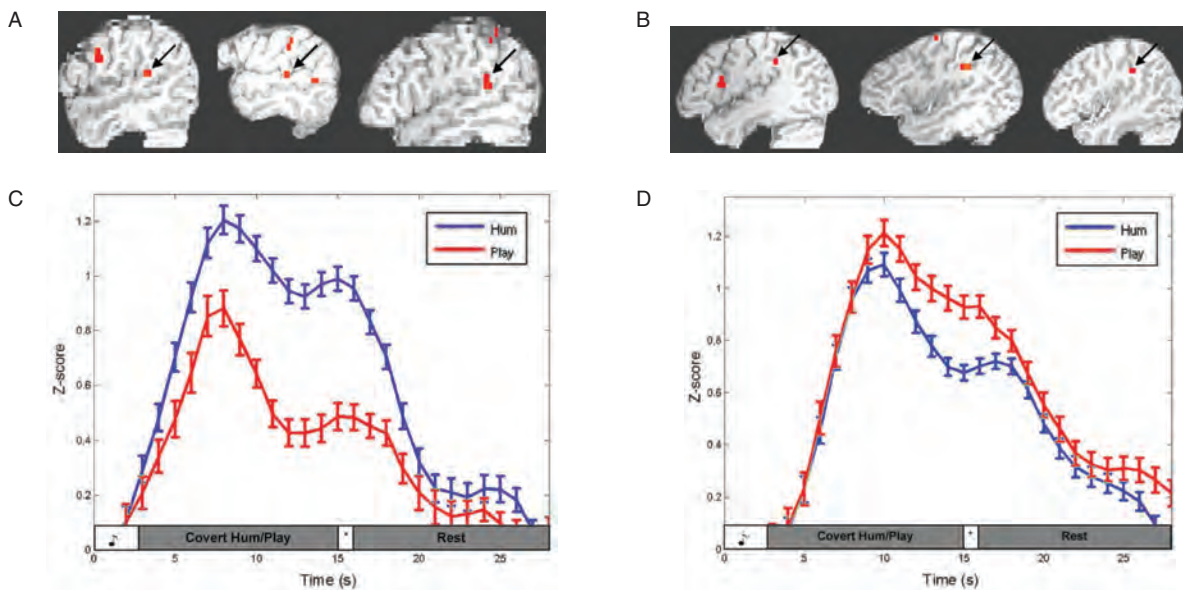 A
B
C
Z-score
1.2
1
0.8
0.6
0.4
0.2
0
Hum
Play
Covert Hum/Play
*
Rest
0 5 10 15 20 25
Time (s)
D
Z-score
1.2
1
0.8
0.6
0.4
0.2
0
Hum
Play
Covert Hum/Play
*
Rest
0 5 10 15 20 25
Time (s)